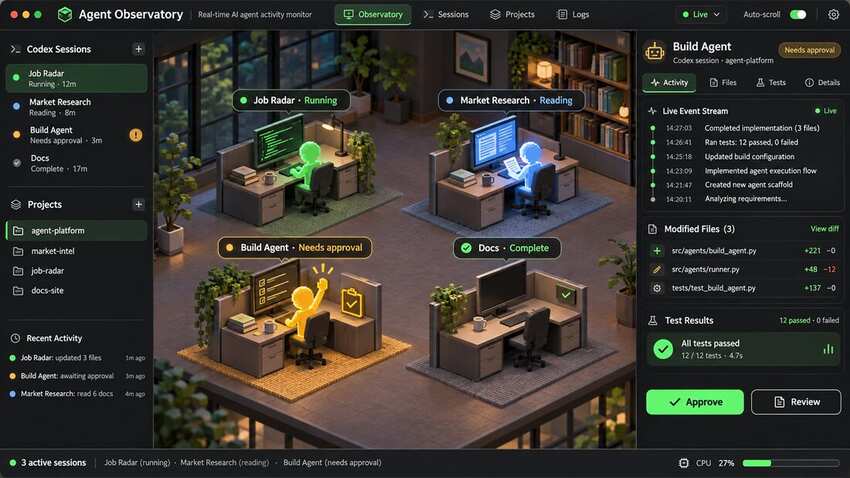 Agent Observatory
Real-time AI agent activity monitor
Observatory
Sessions
Projects
Logs
Live
Auto-scroll
Codex Sessions
Job Radar
Running · 12m
Market Research
Reading · 8m
Build Agent
Needs approval · 3m
Docs
Complete · 17m
Projects
agent-platform
market-intel
job-radar
docs-site
Recent Activity
Job Radar: updated 3 files 1m ago
Build Agent: awaiting approval 3m ago
Market Research: read 6 docs 4m ago
Job Radar · Running
Market Research · Reading
Build Agent · Needs approval
Docs · Complete
Build Agent
Codex session · agent-platform
Needs approval
Activity
Files
Tests
Details
Live Event Stream
Live
14:27:03 Completed implementation (3 files)
14:26:41 Ran tests: 12 passed, 0 failed
14:25:18 Updated build configuration
14:23:09 Implemented agent execution flow
14:21:47 Created new agent scaffold
14:20:11 Analyzing requirements...
Modified Files (3)
View diff
src/agents/build_agent.py +221 −0
src/agents/runner.py +48 −12
tests/test_build_agent.py +137 −0
Test Results
12 passed · 0 failed
All tests passed
12 / 12 tests · 4.7s
Approve
Review
3 active sessions
Job Radar (running) · Market Research (reading) · Build Agent (needs approval)
CPU 27%